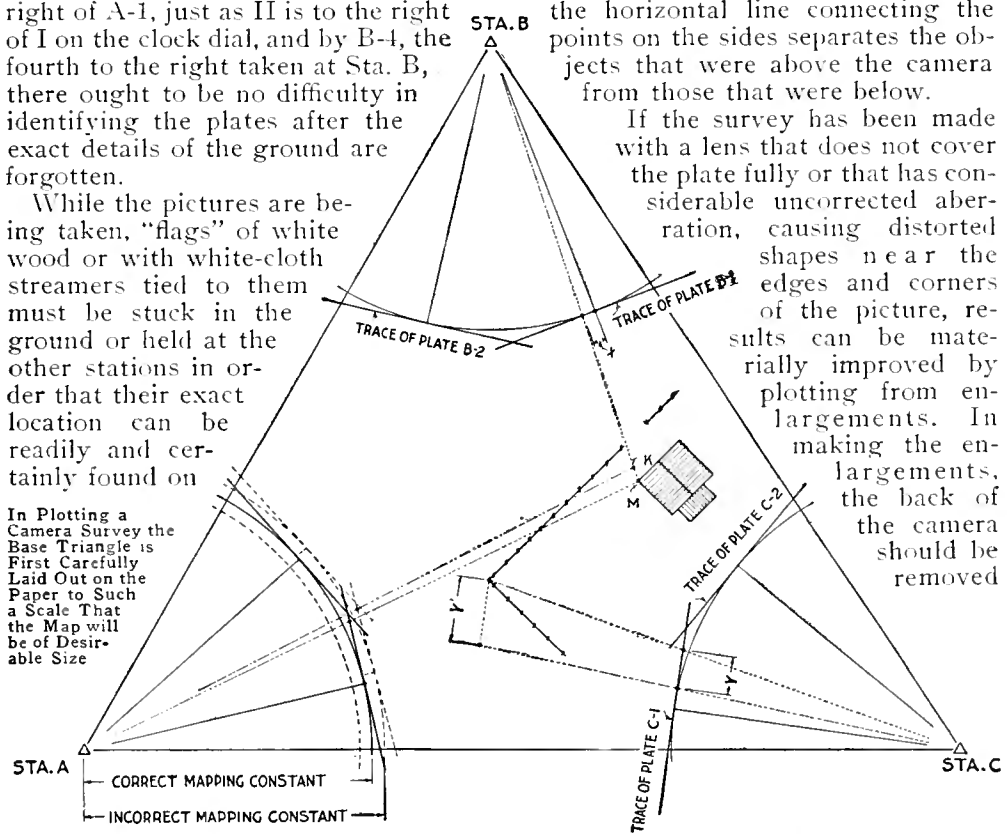 right of A-1, just as II is to the right
of I on the clock dial, and by B-4, the
fourth to the right taken at Sta. B,
there ought to be no difficulty in
identifying the plates after the
exact details of the ground are
forgotten.
While the pictures are be-
ing taken, "flags" of white
wood or with white-cloth
streamers tied to them
must be stuck in the
ground or held at the
other stations in or-
der that their exact
location can be
readily and cer-
tainly found on
In Plotting a
Camera Survey the
Base Triangle is
First Carefully
Laid Out on the
Paper to Such
a Scale That
the Map will
be of Desir-
able Size
STA. B
the horizontal line connecting the
points on the sides separates the ob-
jects that were above the camera
from those that were below.
If the survey has been made
with a lens that does not cover
the plate fully or that has con-
siderable uncorrected aber-
ration, causing distorted
shapes near the
edges and corners
of the picture, re-
sults can be mate-
rially improved by
plotting from en-
largements. In
making the en-
largements,
the back of
the camera
should be
removed
TRACE OF PLATE B-2
TRACE OF PLATE
X
K
M
TRACE OF PLATE C-2
Y
Y
TRACE OF PLATE C-1
STA. A
STA. C
CORRECT MAPPING CONSTANT
INCORRECT MAPPING CONSTANT